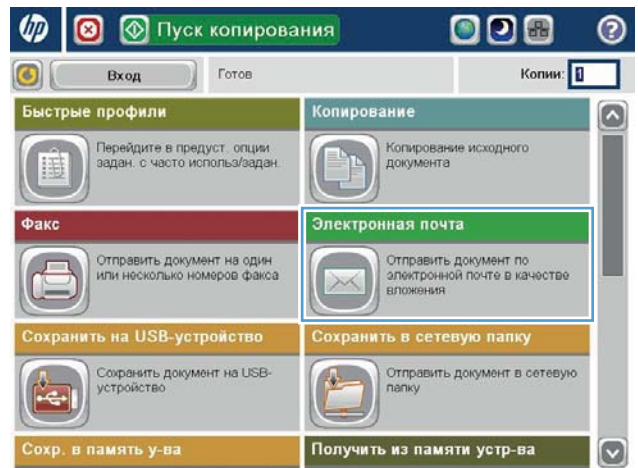 hp
Пуск копирования
?
Вход
Готов
Копии: 1
Быстрые профили
Перейдите в предуст. опции
задан. с часто использ/задан.
Копирование
Копирование исходного
документа
Факс
Отправить документ на один
или несколько номеров факса
Электронная почта
Отправить документ по
электронной почте в качестве
вложения
Сохранить на USB-устройство
Сохранить документ на USB-
устройство
Сохранить в сетевую папку
Отправить документ в сетевую
папку
Сохр. в память у-ва
Получить из памяти устр-ва